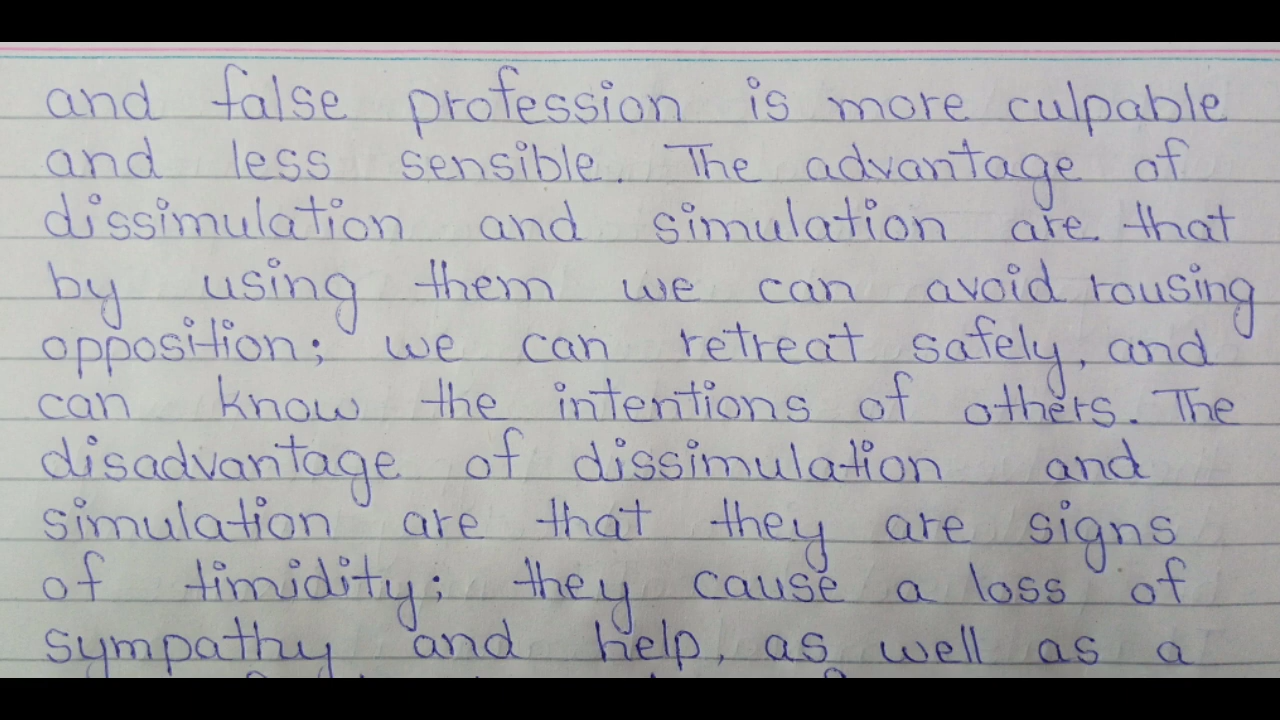 and false profession is more culpable
and less sensible. The advantage of
dissimulation and simulation are that
by using them we can avoid rousing
opposition; we can retreat safely, and
can know the intentions of others. The
disadvantage of dissimulation and
simulation are that they are signs
of timidity; they cause a loss of
sympathy and help, as well as a